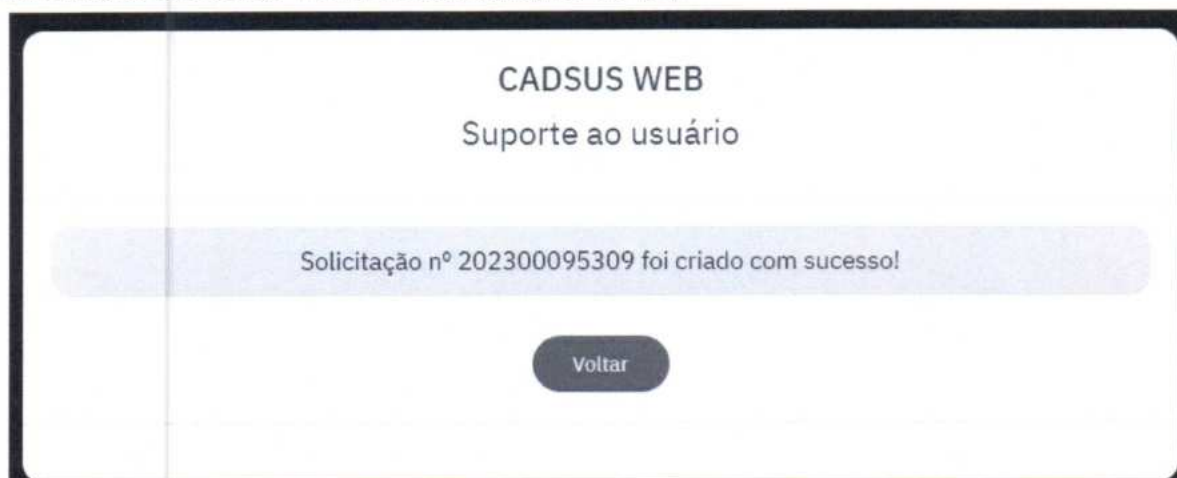 CADSUS WEB
Suporte ao usuário
Solicitação nº 202300095309 foi criado com sucesso!
Voltar